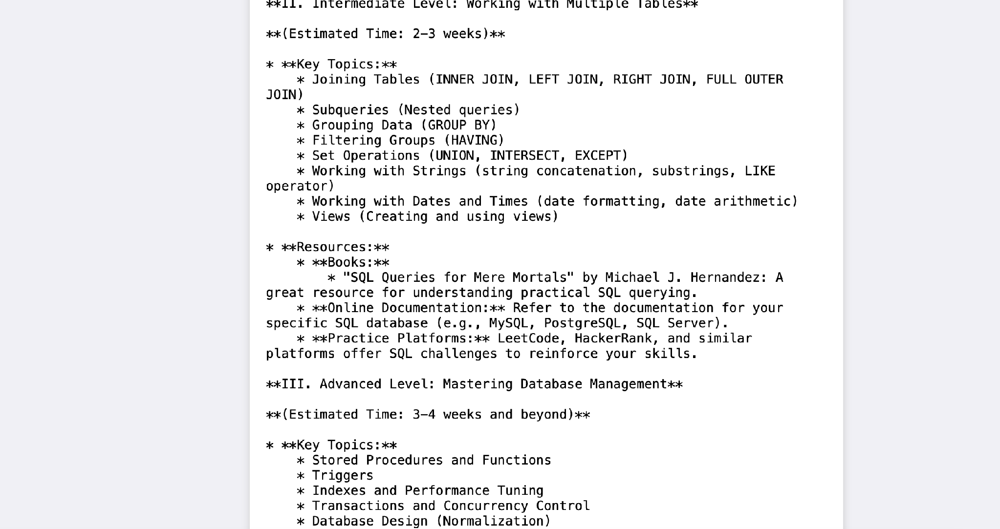 **II. Intermediate Level: Working with Multiple Tables**
**(Estimated Time: 2–3 weeks)**
* **Key Topics:**
* Joining Tables (INNER JOIN, LEFT JOIN, RIGHT JOIN, FULL OUTER
JOIN)
* Subqueries (Nested queries)
* Grouping Data (GROUP BY)
* Filtering Groups (HAVING)
* Set Operations (UNION, INTERSECT, EXCEPT)
* Working with Strings (string concatenation, substrings, LIKE
operator)
* Working with Dates and Times (date formatting, date arithmetic)
* Views (Creating and using views)
* **Resources:**
* **Books:**
* "SQL Queries for Mere Mortals" by Michael J. Hernandez: A
great resource for understanding practical SQL querying.
* **Online Documentation:** Refer to the documentation for your
specific SQL database (e.g., MySQL, PostgreSQL, SQL Server).
* **Practice Platforms:** LeetCode, HackerRank, and similar
platforms offer SQL challenges to reinforce your skills.
**III. Advanced Level: Mastering Database Management**
**(Estimated Time: 3–4 weeks and beyond)**
* **Key Topics:**
* Stored Procedures and Functions
* Triggers
* Indexes and Performance Tuning
* Transactions and Concurrency Control
* Database Design (Normalization)